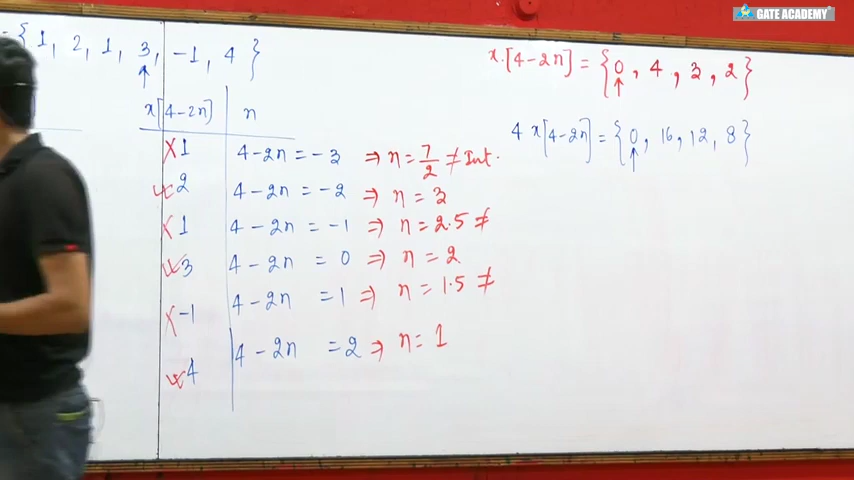 GATE ACADEMY
{ 1, 2, 1, 3, -1, 4 }
↑
x[4-2n] n
X 1 4-2n = -3 ⇒ n = 7/2 ≠ Int.
✓ 2 4-2n = -2 ⇒ n = 3
X 1 4-2n = -1 ⇒ n = 2.5 ≠
✓ 3 4-2n = 0 ⇒ n = 2
X -1 4-2n = 1 ⇒ n = 1.5 ≠
✓ 4 4-2n = 2 ⇒ n = 1
x[4-2n] = { 0, 4, 3, 2 }
↑
4 x[4-2n] = { 0, 16, 12, 8 }
↑